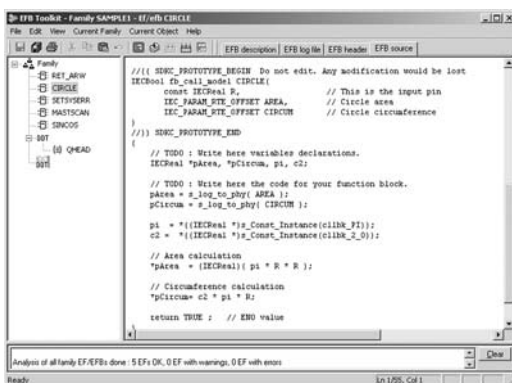 EFB Toolkit - Family SAMPLE1 - Ef/efb CIRCLE
File Edit View Current Family Current Object Help
EFB description EFB log file EFB header EFB source
Family
RET_ARW
CIRCLE
SETSYSERR
MASTSCAN
SINCOS
DDT
QHEAD
//{{ SDKC_PROTOTYPE_BEGIN Do not edit. Any modification would be lost
IECBool fb_call_model CIRCLE(
const IECReal R, // This is the input pin
IEC_PARAM_RTE_OFFSET AREA, // Circle area
IEC_PARAM_RTE_OFFSET CIRCUM // Circle circumference
)
//}} SDKC_PROTOTYPE_END
{
// TODO : Write here variables declarations.
IECReal *pArea, *pCircum, pi, c2;
// TODO : Write here the code for your function block.
pArea = s_log_to_phy( AREA );
pCircum = s_log_to_phy( CIRCUM );
pi = *((IECReal *)s_Const_Instance(cllbk_PI));
c2 = *((IECReal *)s_Const_Instance(cllbk_2_0));
// Area calculation
*pArea = (IECReal)( pi * R * R );
// Circumference calculation
*pCircum= c2 * pi * R;
return TRUE ; // ENO value
Analysis of all family EF/EFBs done : 5 EFs OK, 0 EF with warnings, 0 EF with errors
Clear
Ready
Ln 1/55, Col 1